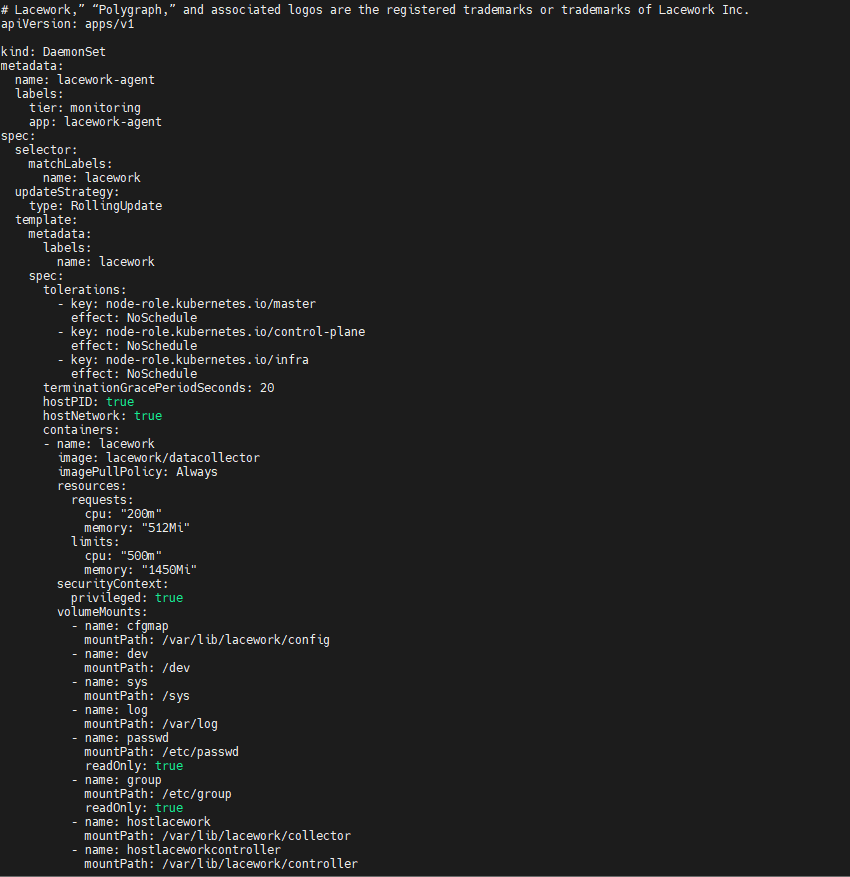 # Lacework,” “Polygraph,” and associated logos are the registered trademarks or trademarks of Lacework Inc.
apiVersion: apps/v1

kind: DaemonSet
metadata:
  name: lacework-agent
  labels:
    tier: monitoring
    app: lacework-agent
spec:
  selector:
    matchLabels:
      name: lacework
  updateStrategy:
    type: RollingUpdate
  template:
    metadata:
      labels:
        name: lacework
    spec:
      tolerations:
        - key: node-role.kubernetes.io/master
          effect: NoSchedule
        - key: node-role.kubernetes.io/control-plane
          effect: NoSchedule
        - key: node-role.kubernetes.io/infra
          effect: NoSchedule
      terminationGracePeriodSeconds: 20
      hostPID: true
      hostNetwork: true
      containers:
      - name: lacework
        image: lacework/datacollector
        imagePullPolicy: Always
        resources:
          requests:
            cpu: "200m"
            memory: "512Mi"
          limits:
            cpu: "500m"
            memory: "1450Mi"
        securityContext:
          privileged: true
        volumeMounts:
          - name: cfgmap
            mountPath: /var/lib/lacework/config
          - name: dev
            mountPath: /dev
          - name: sys
            mountPath: /sys
          - name: log
            mountPath: /var/log
          - name: passwd
            mountPath: /etc/passwd
            readOnly: true
          - name: group
            mountPath: /etc/group
            readOnly: true
          - name: hostlacework
            mountPath: /var/lib/lacework/collector
          - name: hostlaceworkcontroller
            mountPath: /var/lib/lacework/controller